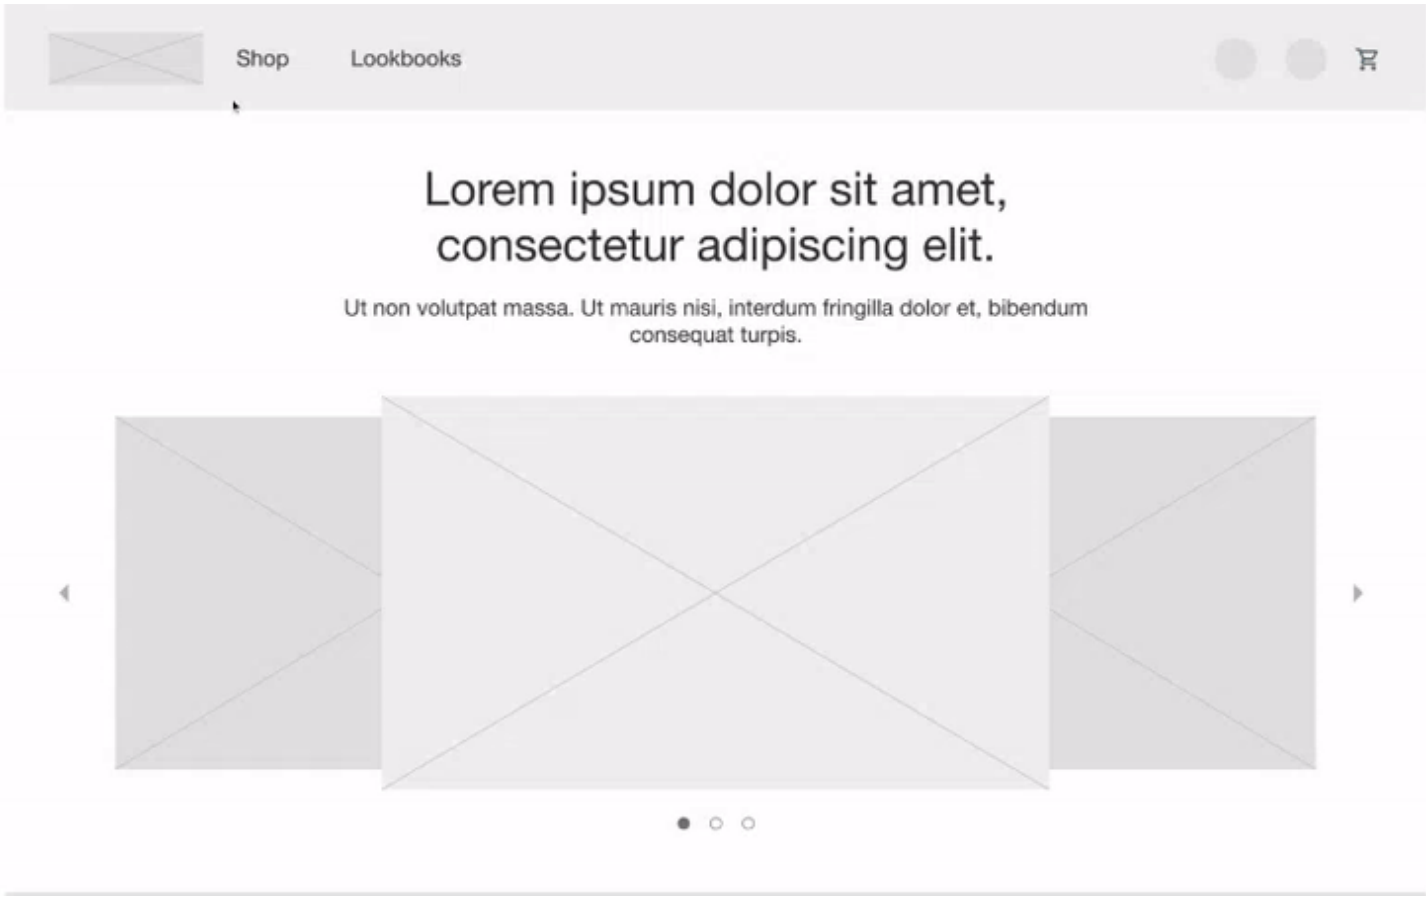 Shop Lookbooks
Lorem ipsum dolor sit amet,
consectetur adipiscing elit.
Ut non volutpat massa. Ut mauris nisi, interdum fringilla dolor et, bibendum
consequat turpis.